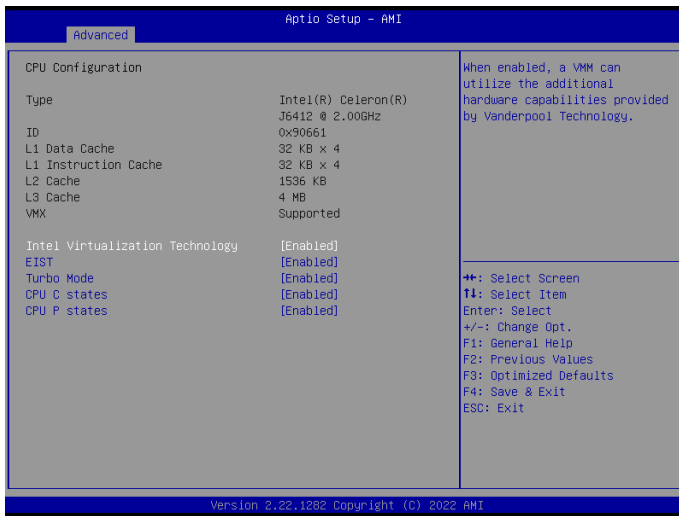 Aptio Setup – AMI
Advanced
CPU Configuration
Type Intel(R) Celeron(R)
J6412 @ 2.00GHz
ID 0x90661
L1 Data Cache 32 KB x 4
L1 Instruction Cache 32 KB x 4
L2 Cache 1536 KB
L3 Cache 4 MB
VMX Supported
Intel Virtualization Technology [Enabled]
EIST [Enabled]
Turbo Mode [Enabled]
CPU C states [Enabled]
CPU P states [Enabled]
When enabled, a VMM can
utilize the additional
hardware capabilities provided
by Vanderpool Technology.
→←: Select Screen
↑↓: Select Item
Enter: Select
+/-: Change Opt.
F1: General Help
F2: Previous Values
F3: Optimized Defaults
F4: Save & Exit
ESC: Exit
Version 2.22.1282 Copyright (C) 2022 AMI